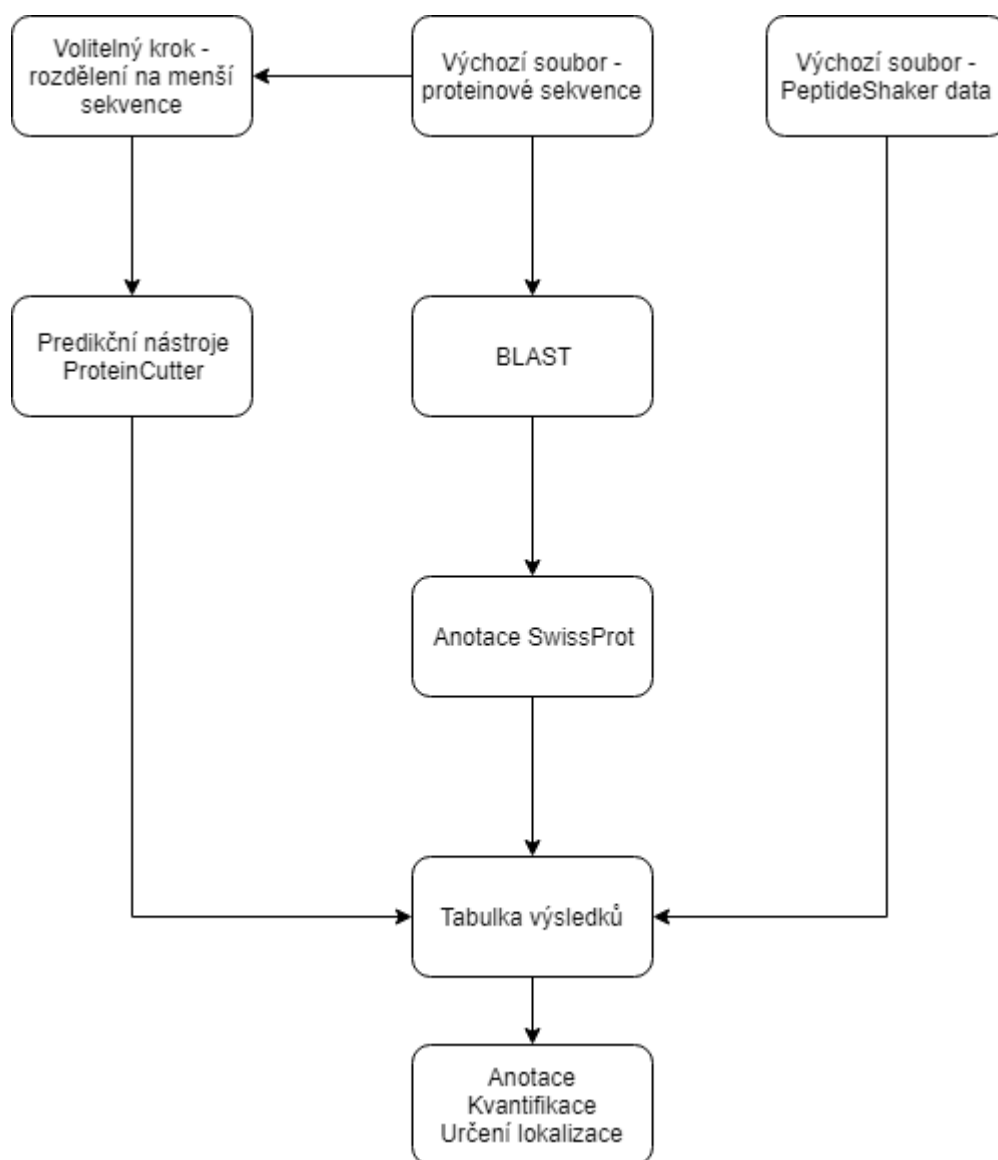 Volitelný krok -
rozdělení na menší
sekvence
Výchozí soubor -
proteinové sekvence
Výchozí soubor -
PeptideShaker data
Predikční nástroje
ProteinCutter
BLAST
Anotace SwissProt
Tabulka výsledků
Anotace
Kvantifikace
Určení lokalizace